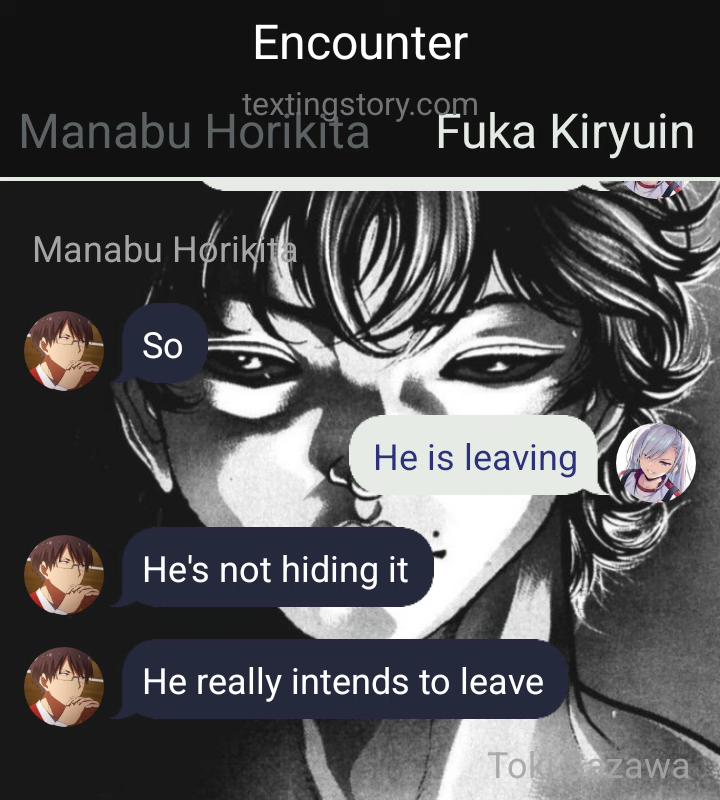 Encounter
textingstory.com
Manabu Horikita
Fuka Kiryuin
Manabu Horikita
So
He is leaving
He's not hiding it
He really intends to leave